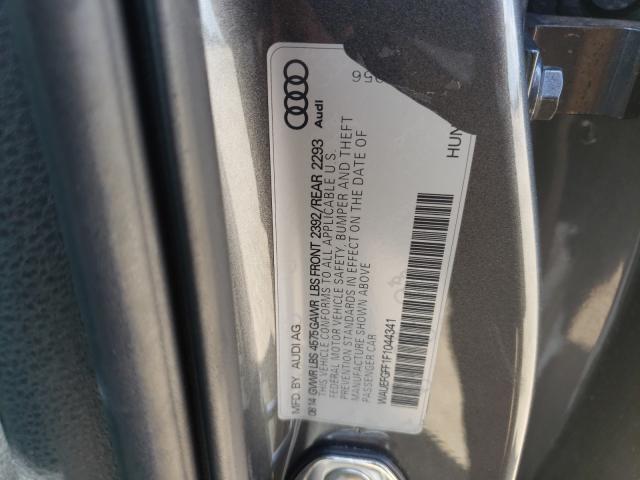 Audi
MFD BY AUDI AG
08 14 GVWR LBS 4575 GAWR LBS FRONT 2392/REAR 2293
THIS VEHICLE CONFORMS TO ALL APPLICABLE U S
FEDERAL MOTOR VEHICLE SAFETY, BUMPER AND THEFT
PREVENTION STANDARDS IN EFFECT ON THE DATE OF
MANUFACTURE SHOWN ABOVE
PASSENGER CAR
WAUEFGFF1F1044341
HUN